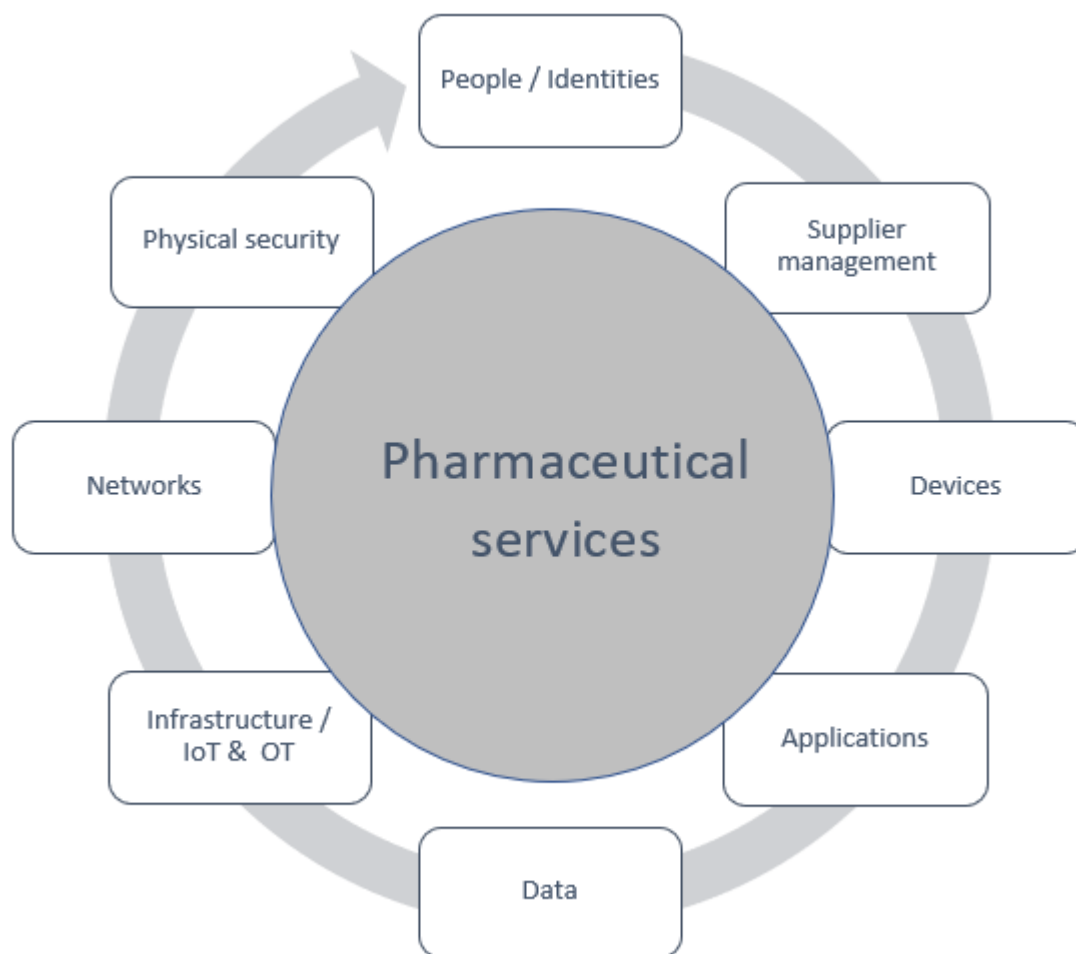 People / Identities
Supplier
management
Devices
Applications
Data
Infrastructure /
IoT & OT
Networks
Physical security
Pharmaceutical
services